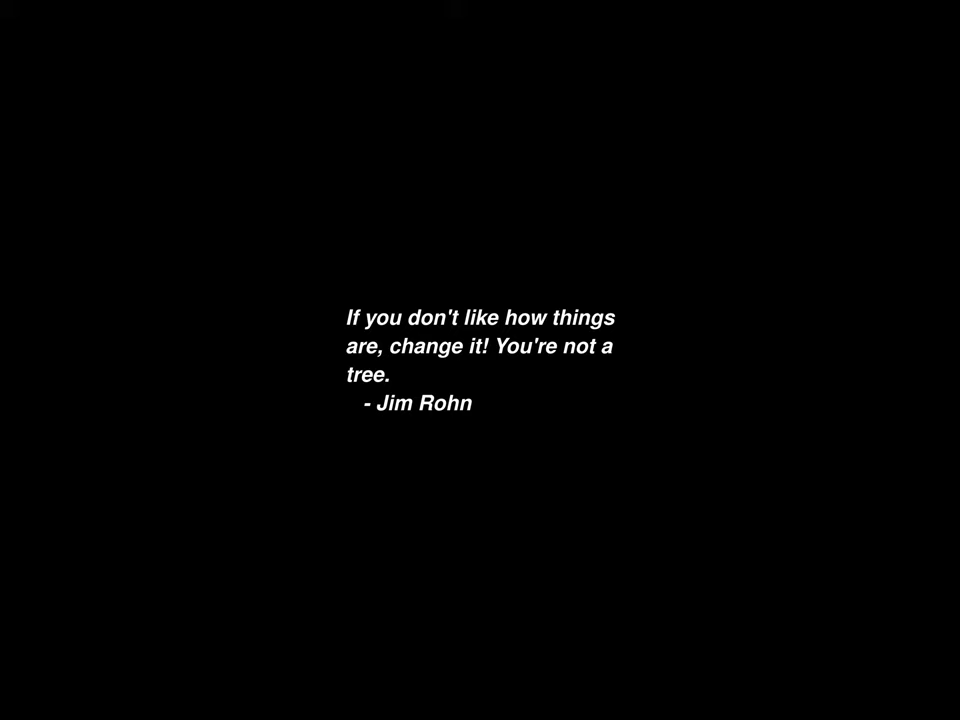 If you don't like how things
are, change it! You're not a
tree.
- Jim Rohn